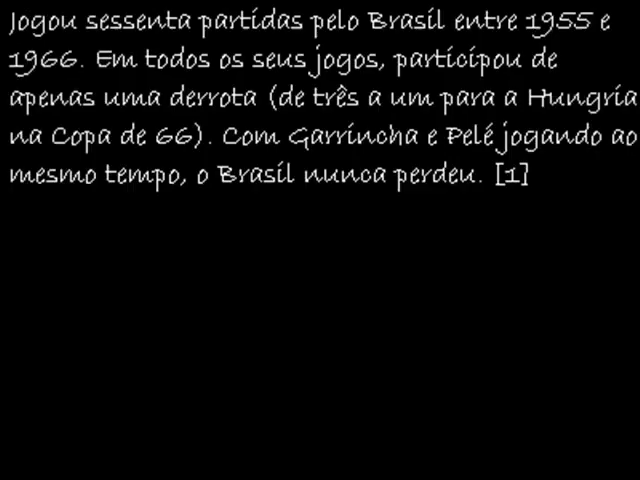 Jogou sessenta partidas pelo Brasil entre 1955 e
1966. Em todos os seus jogos, participou de
apenas uma derrota (de três a um para a Hungria
na Copa de 66). Com Garrincha e Pelé jogando ao
mesmo tempo, o Brasil nunca perdeu. [1]